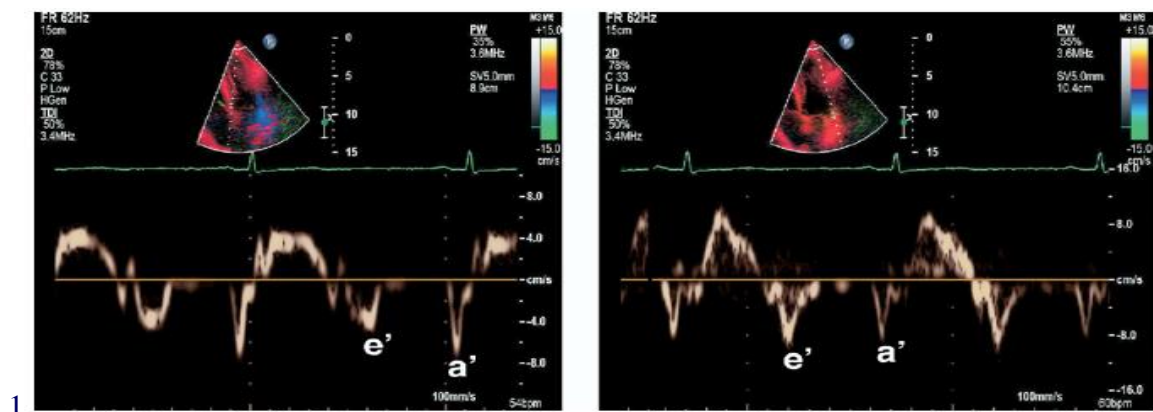 FR 62Hz
15cm
2D
78%
C 33
P Low
HGen
TDI
50%
3.4MHz
PW
35%
3.6MHz
SV5.0mm
8.9cm
M3 M6
+15.0
-15.0
cm/s
0
5
10
15
-8.0
-4.0
cm/s
-4.0
-8.0
e’
a’
100mm/s
54bpm
FR 62Hz
15cm
2D
78%
C 33
P Low
HGen
TDI
50%
3.4MHz
PW
55%
3.6MHz
SV5.0mm
10.4cm
M3 M6
+15.0
-15.0
cm/s
0
5
10
15
-16.0
-8.0
cm/s
-8.0
-16.0
e’
a’
100mm/s
60bpm
1